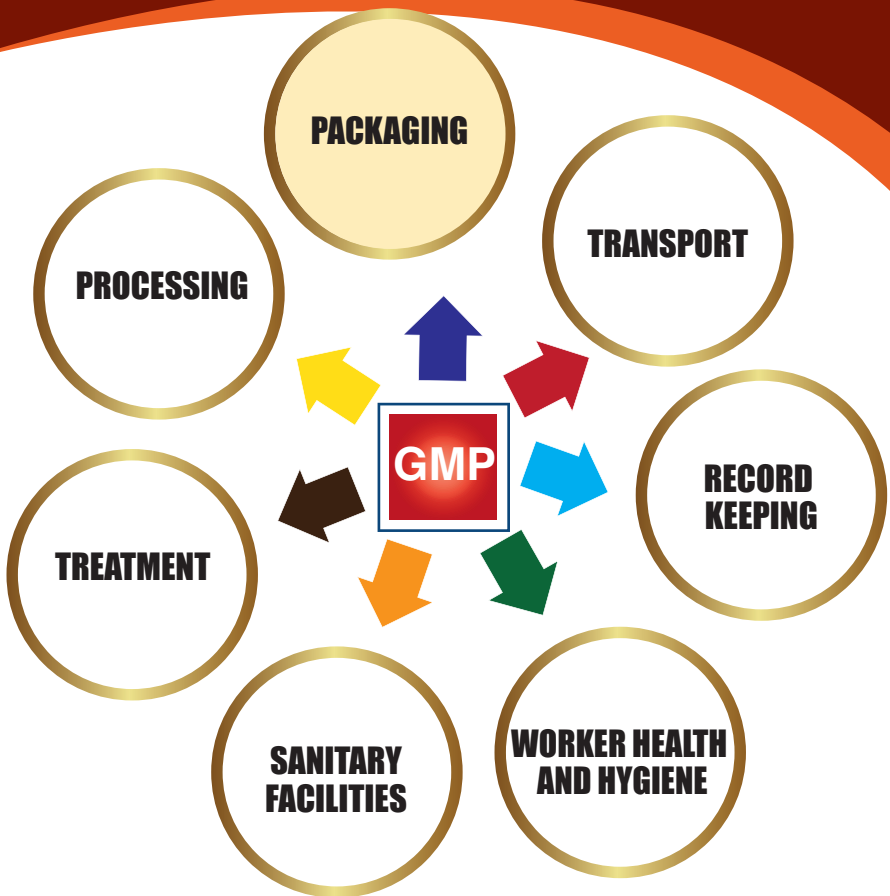 PACKAGING
TRANSPORT
PROCESSING
GMP
RECORD
KEEPING
TREATMENT
SANITARY
FACILITIES
WORKER HEALTH
AND HYGIENE